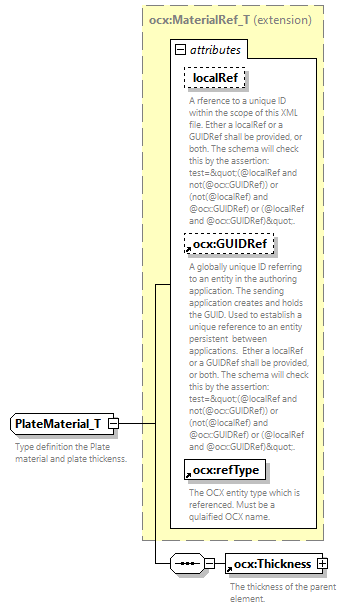 ocx:MaterialRef_T (extension)
attributes
localRef
A rference to a unique ID
within the scope of this XML
file. Ether a localRef or a
GUIDRef shall be provided, or
both. The schema will check
this by the assertion:
test=&quot;(@localRef and
not(@ocx:GUIDRef)) or
(not(@localRef) and
@ocx:GUIDRef) or (@localRef
and @ocx:GUIDRef)&quot;.
ocx:GUIDRef
A globally unique ID referring
to an entity in the authoring
application. The sending
application creates and holds
the GUID. Used to establish a
unique reference to an entity
persistent between
applications. Ether a localRef
or a GUIDRef shall be provided,
or both. The schema will check
this by the assertion:
test=&quot;(@localRef and
not(@ocx:GUIDRef)) or
(not(@localRef) and
@ocx:GUIDRef) or (@localRef
and @ocx:GUIDRef)&quot;.
PlateMaterial_T
Type definition the Plate
material and plate thickenss.
ocx:refType
The OCX entity type which is
referenced. Must be a
qulaified OCX name.
ocx:Thickness
The thickness of the parent
element.